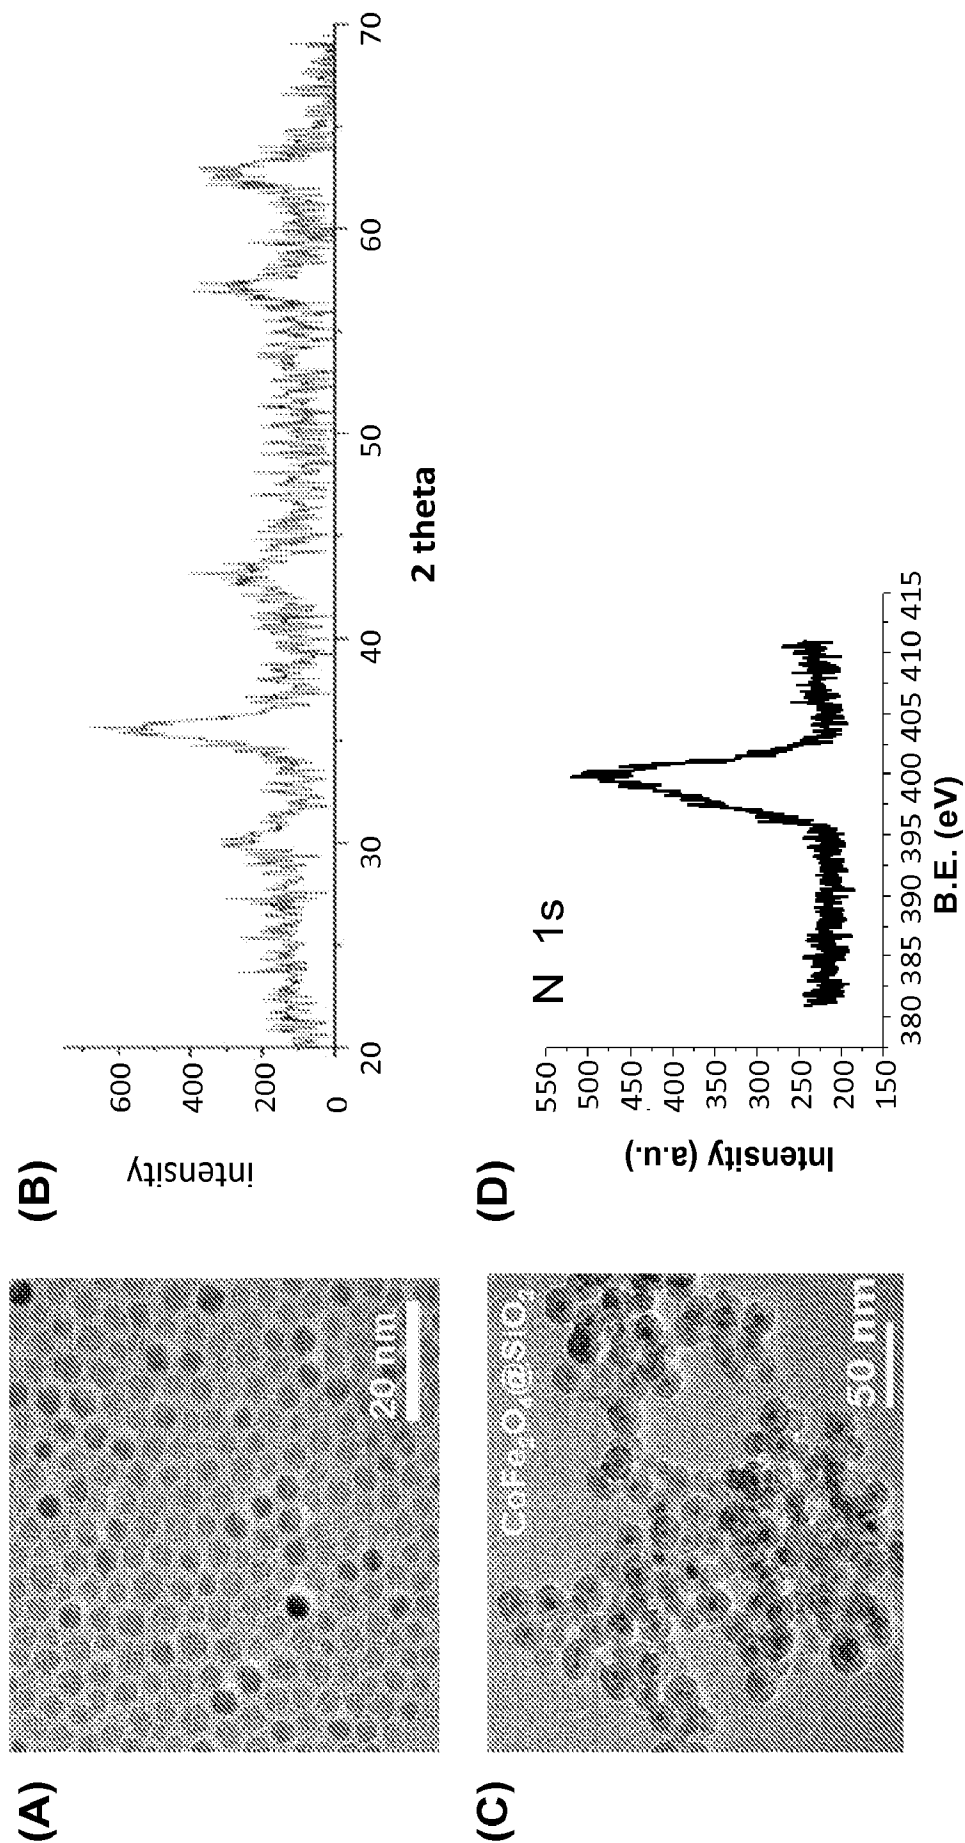 (A)
20 nm
(B)
intensity
600
400
200
0
20
30
40
50
60
70
2 theta
(C)
CoFe₂O₄@SiO₂
50 nm
(D)
N 1s
Intensity (a.u.)
550
500
450
400
350
300
250
200
150
380 385 390 395 400 405 410 415
B.E. (eV)